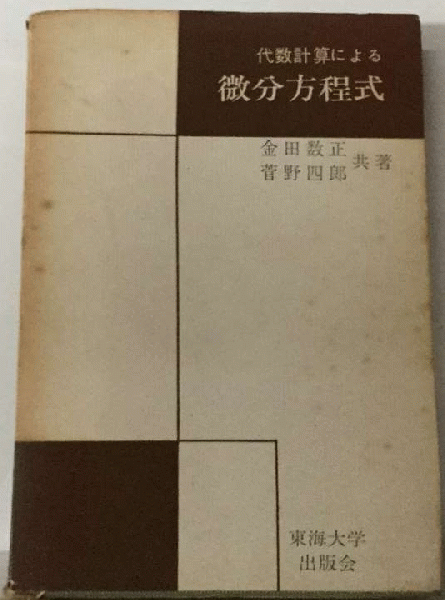 代数計算による
微分方程式
金田数正
菅野四郎
共著
東海大学
出版会